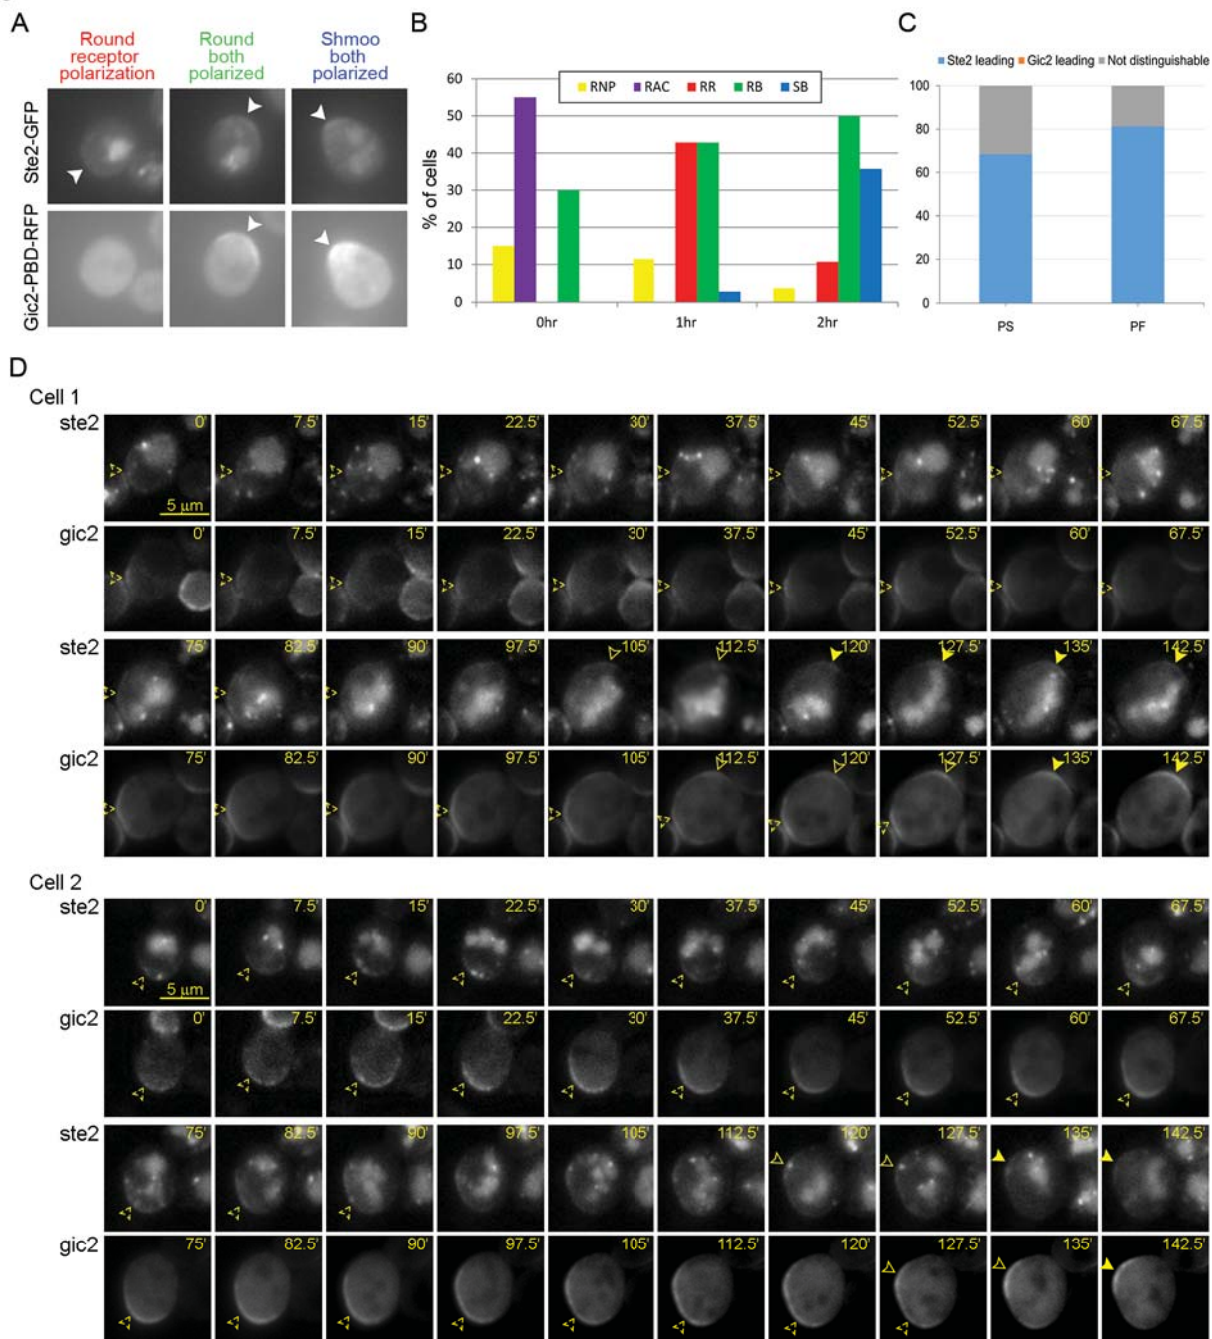 A
Round
receptor
polarization
Round
both
polarized
Shmoo
both
polarized
Ste2-GFP
Gic2-PBD-RFP
B
RNP RAC RR RB SB
% of cells
60
50
40
30
20
10
0
0hr 1hr 2hr
C
Ste2 leading Gic2 leading Not distinguishable
100
80
60
40
20
0
PS PF
D
Cell 1
ste2 0' 7.5' 15' 22.5' 30' 37.5' 45' 52.5' 60' 67.5'
5 µm
gic2 0' 7.5' 15' 22.5' 30' 37.5' 45' 52.5' 60' 67.5'
ste2 75' 82.5' 90' 97.5' 105' 112.5' 120' 127.5' 135' 142.5'
gic2 75' 82.5' 90' 97.5' 105' 112.5' 120' 127.5' 135' 142.5'
Cell 2
ste2 0' 7.5' 15' 22.5' 30' 37.5' 45' 52.5' 60' 67.5'
5 µm
gic2 0' 7.5' 15' 22.5' 30' 37.5' 45' 52.5' 60' 67.5'
ste2 75' 82.5' 90' 97.5' 105' 112.5' 120' 127.5' 135' 142.5'
gic2 75' 82.5' 90' 97.5' 105' 112.5' 120' 127.5' 135' 142.5'